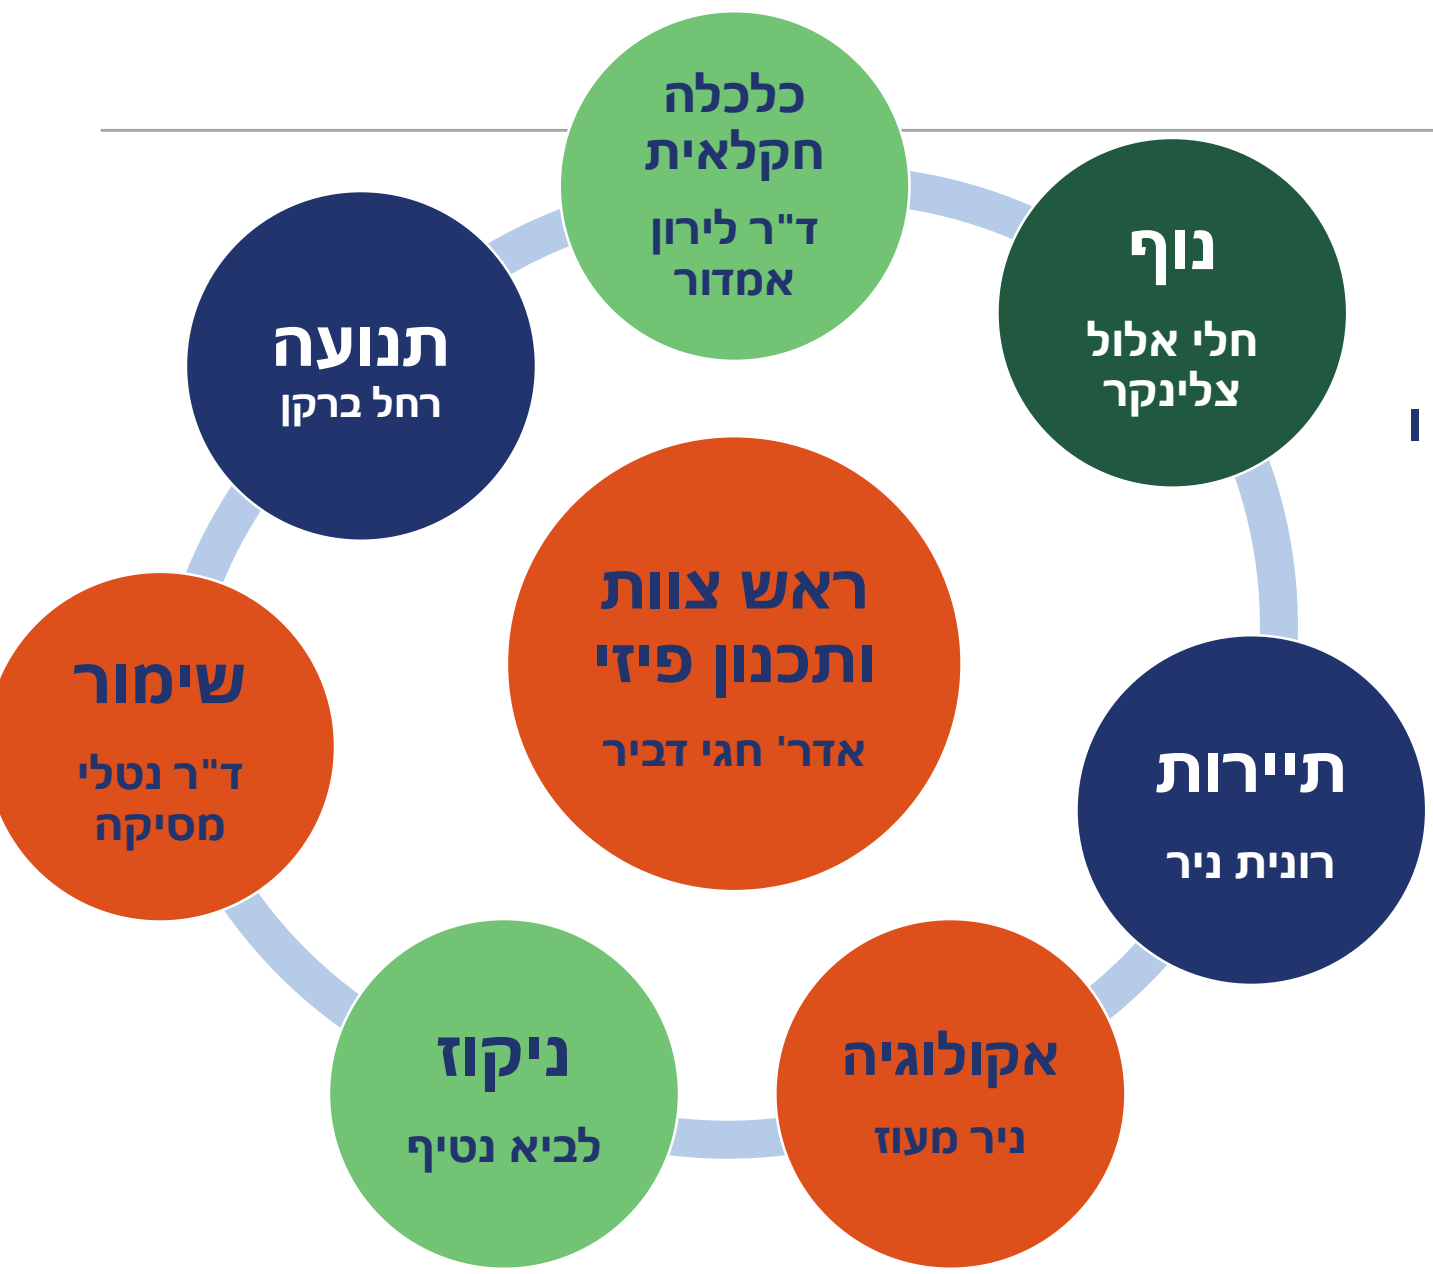 כלכלה
חקלאית
ד"ר לירון
אמדור
נוף
חלי אלול
צלינקר
תנועה
רחל ברקן
ו
ראש צוות
ותכנון פיזי
אדר' חגי דביר
שימור
ד"ר נטלי
מסיקה
תיירות
רונית ניר
ניקוז
לביא נטיף
אקולוגיה
ניר מעוז